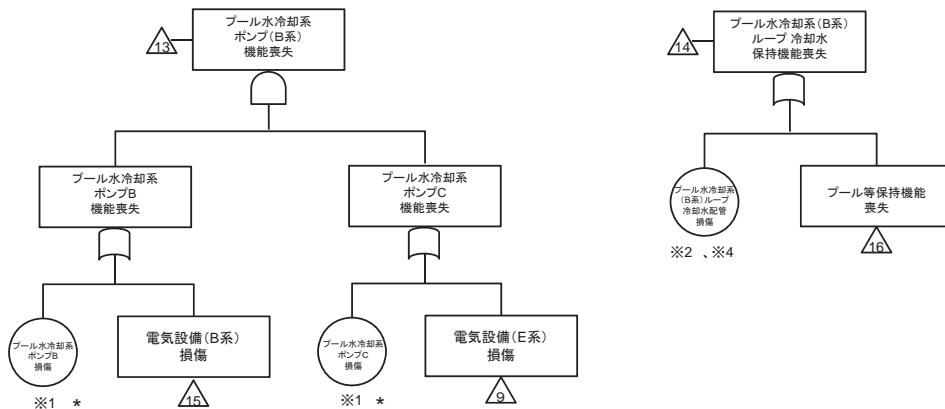 プール水冷却系
ポンプ(B系)
機能喪失
13
プール水冷却系
ポンプB
機能喪失
プール水冷却系
ポンプC
機能喪失
プール水冷却系
ポンプB
損傷
※1 *
電気設備(B系)
損傷
15
プール水冷却系
ポンプC
損傷
※1 *
電気設備(E系)
損傷
9
プール水冷却系(B系)
ループ 冷却水
保持機能喪失
14
プール水冷却系
(B系)ループ
冷却水配管
損傷
※2 、※4
プール等保持機能
喪失
16